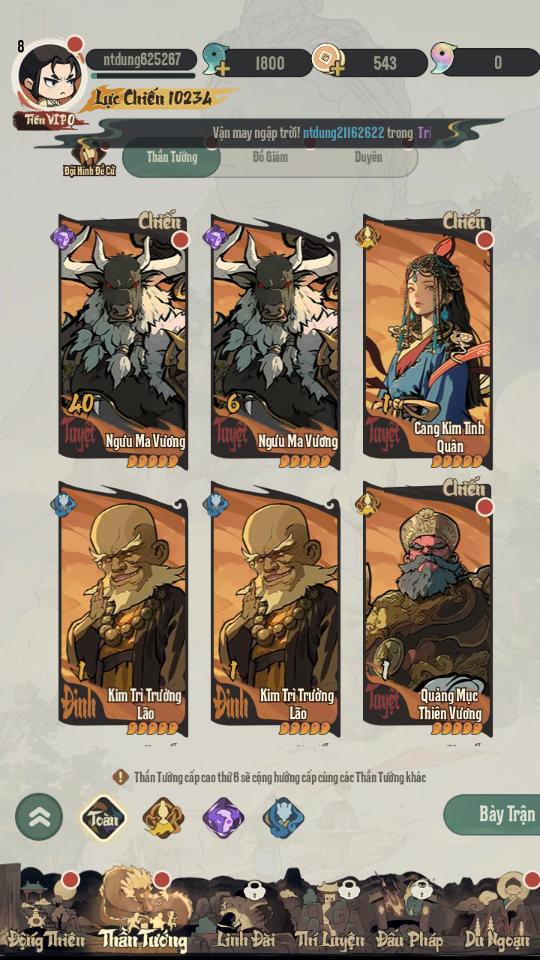 8
ntdung625267
1800
543
0
Lực Chiến 10234
Tiên VIP 0
Vận may ngập trời! ntdung21162622 trong Tri
Đội Hình Đề Cử
Thần Tướng
Đồ Giám
Duyên
Chiến
Chiến
40
Tuyệt
Ngưu Ma Vương
6
Tuyệt
Ngưu Ma Vương
1
Tuyệt
Cang Kim Tinh
Quân
Chiến
1
Đỉnh
Kim Trì Trưởng
Lão
1
Đỉnh
Kim Trì Trưởng
Lão
1
Tuyệt
Quảng Mục
Thiên Vương
Thần Tướng cấp cao thứ 6 sẽ cộng hưởng cấp cùng các Thần Tướng khác
Toàn
Bày Trận
Động Thiên
Thần Tướng
Linh Đài
Thí Luyện
Đấu Pháp
Du Ngoạn